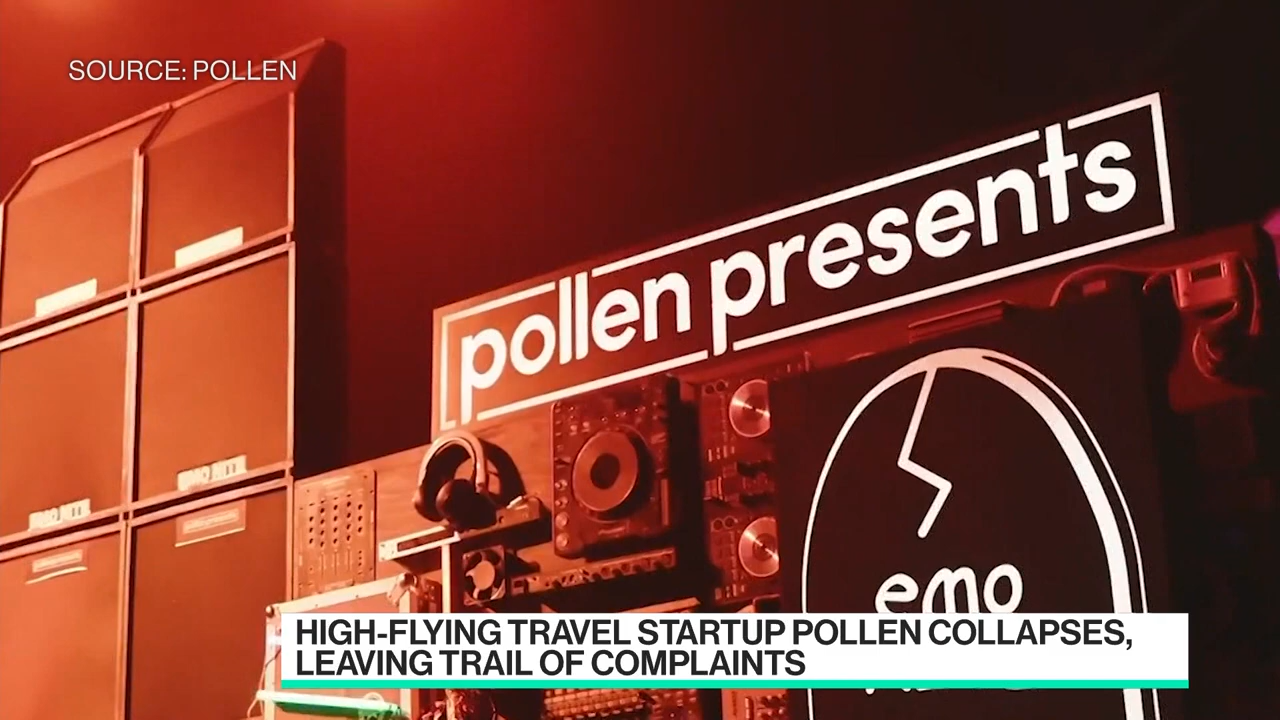 SOURCE: POLLEN
pollen presents
emo
HIGH-FLYING TRAVEL STARTUP POLLEN COLLAPSES,
LEAVING TRAIL OF COMPLAINTS